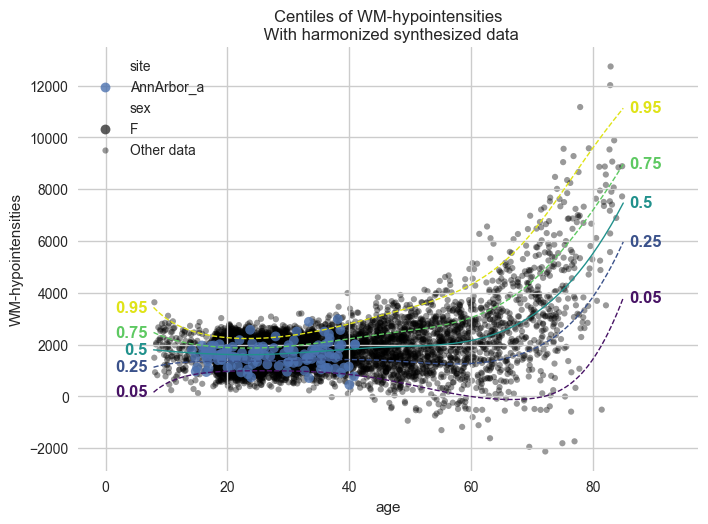 Centiles of WM-hypointensities
With harmonized synthesized data
site
AnnArbor_a
sex
F
Other data
12000
10000
8000
6000
4000
2000
0
−2000
WM-hypointensities
0.95
0.75
0.5
0.25
0.05
0.95
0.75
0.5
0.25
0.05
0
20
40
60
80
age